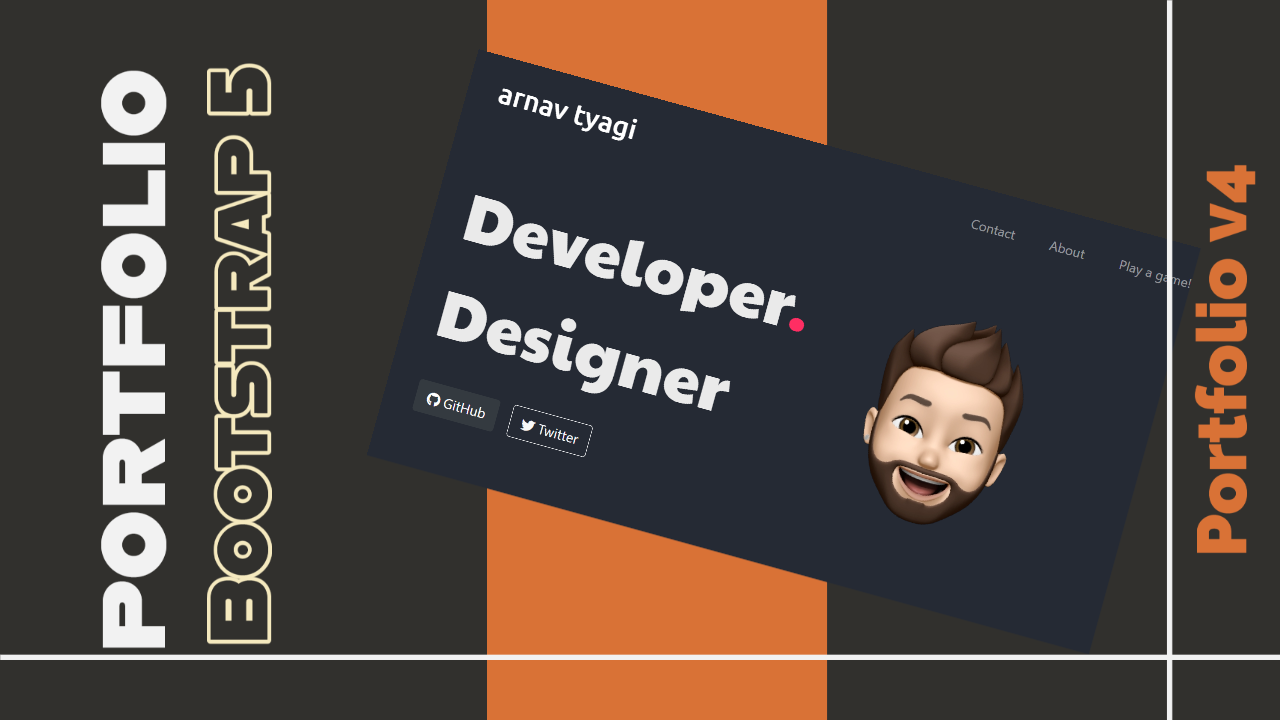 PORTFOLIO
BOOTSTRAP 5
arnav tyagi
Contact About Play a game!
Developer.
Designer
GitHub Twitter
Portfolio v4